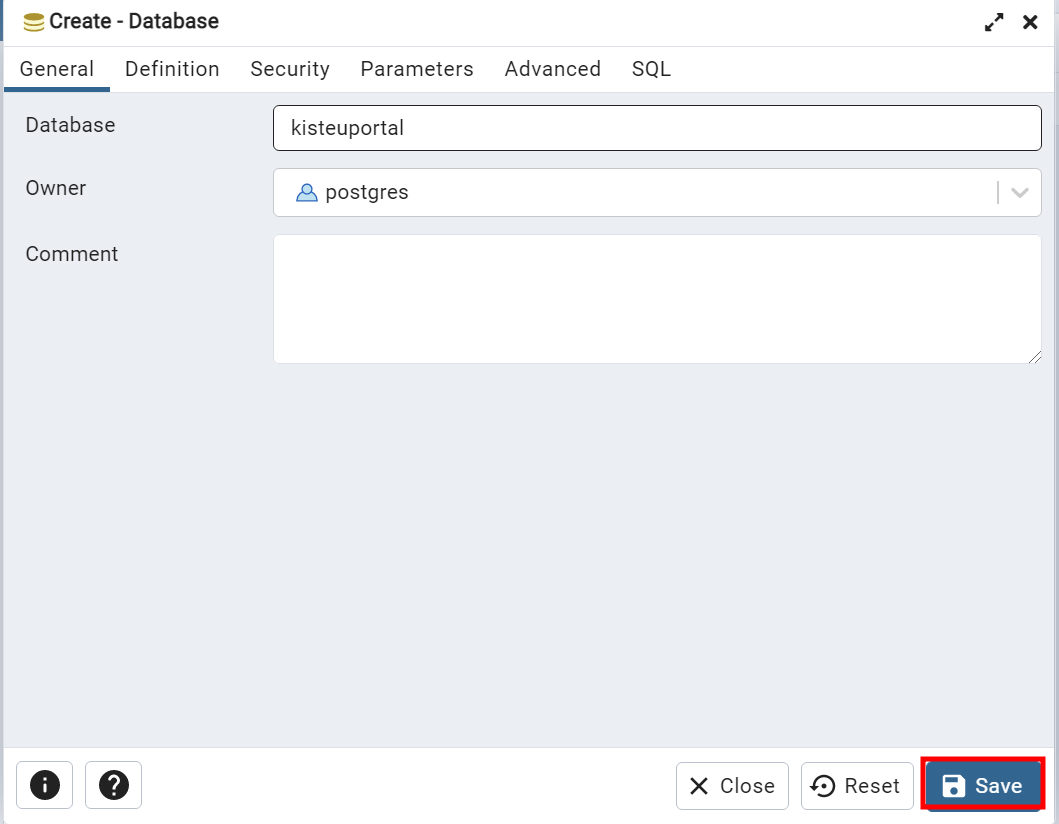 Create - Database
General Definition Security Parameters Advanced SQL
Database kisteuportal
Owner postgres
Comment
Close Reset Save